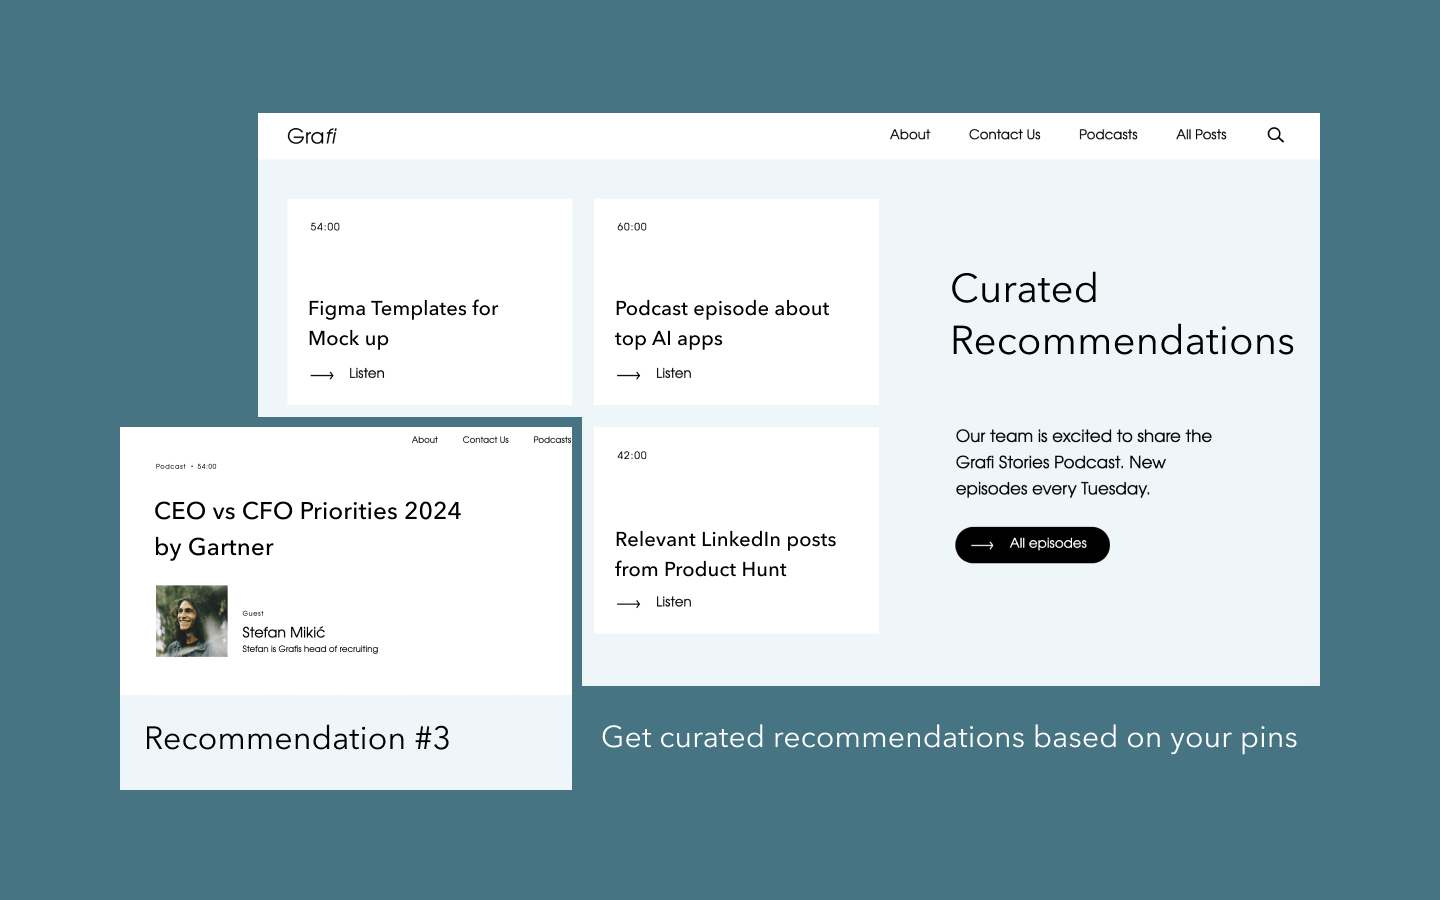 Grafi
About
Contact Us
Podcasts
All Posts
54:00
Figma Templates for
Mock up
Listen
60:00
Podcast episode about
top AI apps
Listen
Curated
Recommendations
Our team is excited to share the
Grafi Stories Podcast. New
episodes every Tuesday.
All episodes
42:00
Relevant LinkedIn posts
from Product Hunt
Listen
About
Contact Us
Podcasts
Podcast • 54:00
CEO vs CFO Priorities 2024
by Gartner
Guest
Stefan Mikić
Stefan is Grafis head of recruiting
Recommendation #3
Get curated recommendations based on your pins